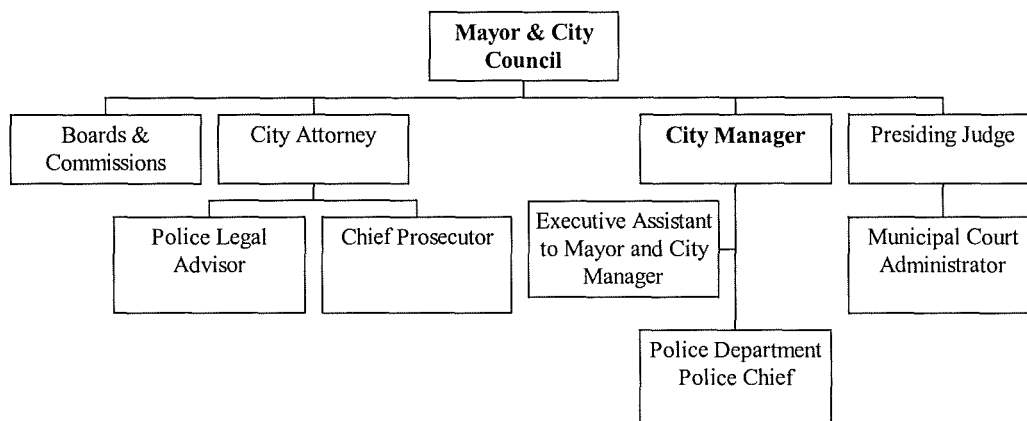 Mayor & City
Council
Boards &
Commissions
City Attorney
City Manager
Presiding Judge
Police Legal
Advisor
Chief Prosecutor
Executive Assistant
to Mayor and City
Manager
Municipal Court
Administrator
Police Department
Police Chief